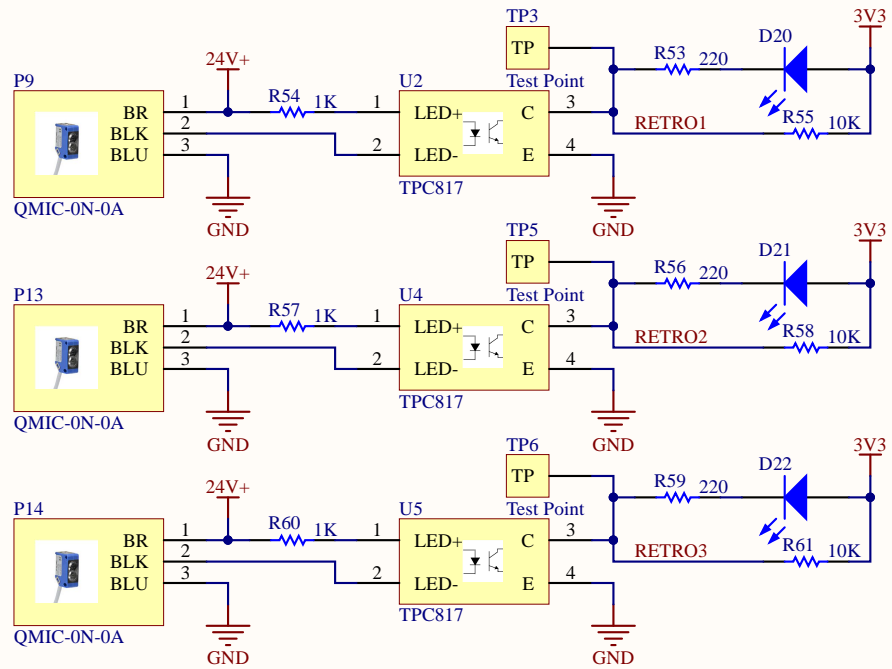 TP3
3V3
TP
R53 220
D20
P9
24V+
R54 1K
U2
Test Point
BR 1
1 LED+ C 3
R55 10K
BLK 2
RETRO1
BLU 3
2 LED- E 4
QMIC-0N-0A
TPC817
GND
GND
TP5
3V3
TP
R56 220
D21
P13
24V+
R57 1K
U4
Test Point
BR 1
1 LED+ C 3
R58 10K
BLK 2
RETRO2
BLU 3
2 LED- E 4
QMIC-0N-0A
TPC817
GND
GND
TP6
3V3
TP
R59 220
D22
P14
24V+
R60 1K
U5
Test Point
BR 1
1 LED+ C 3
R61 10K
BLK 2
RETRO3
BLU 3
2 LED- E 4
QMIC-0N-0A
TPC817
GND
GND